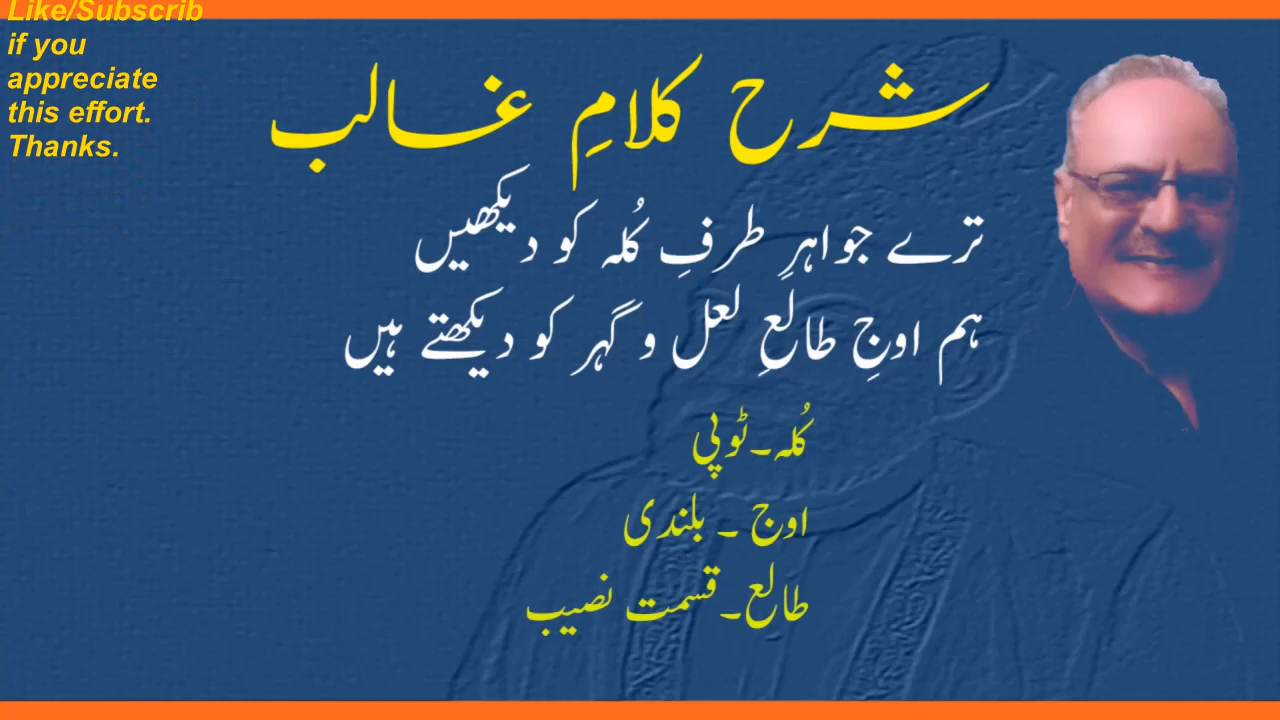 Like/Subscrib
if you
appreciate
this effort.
Thanks.
شرح کلامِ غالب
ترے جواہرِ طرفِ کُلہ کو دیکھیں
ہم اوجِ طالعِ لعل و گہر کو دیکھتے ہیں
کُلہ۔ٹوپی
اوج ۔ بلندی
طالع۔قسمت نصیب